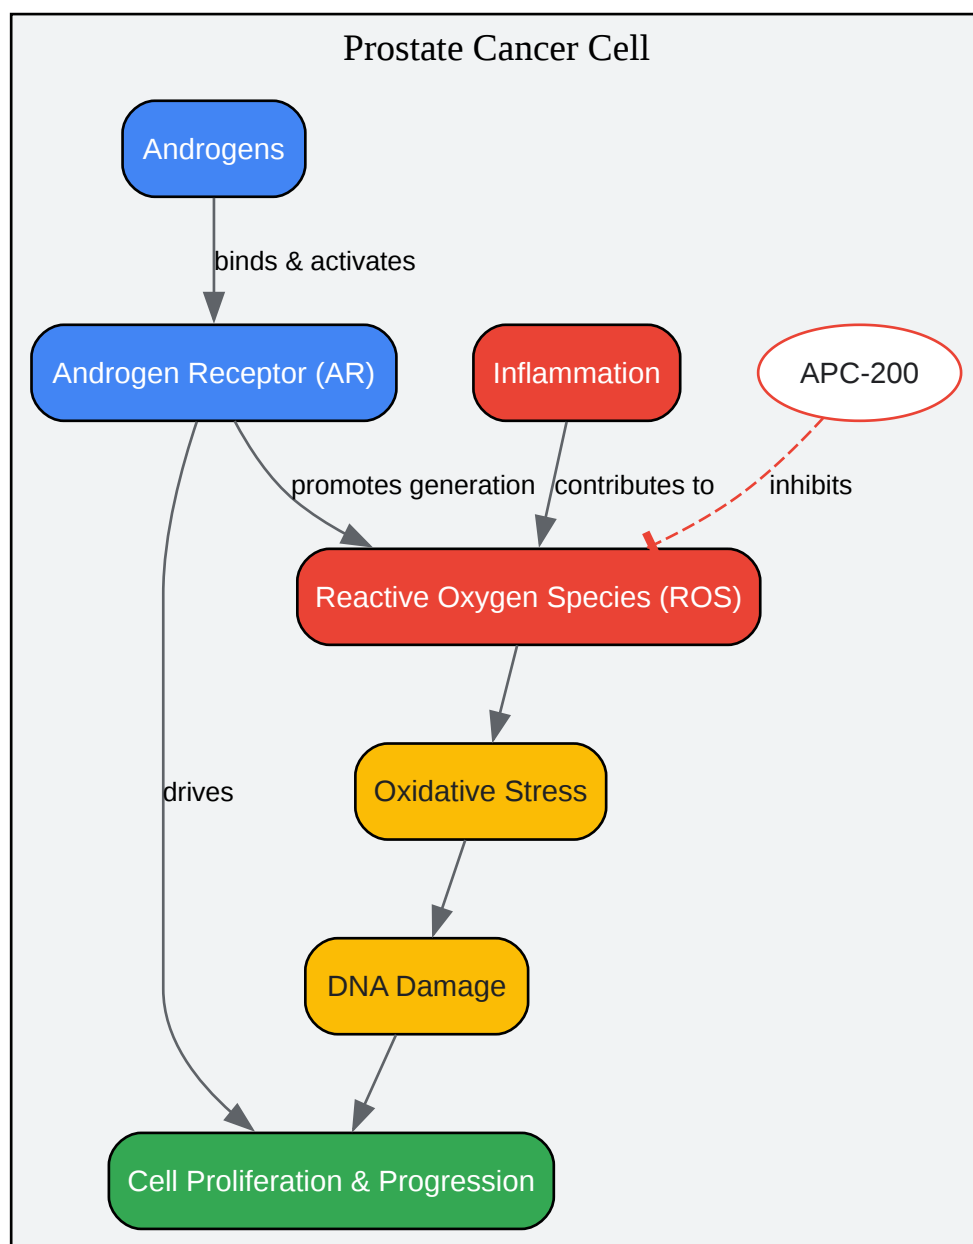 Prostate Cancer Cell
Androgens
binds & activates
Androgen Receptor (AR)
Inflammation
APC-200
promotes generation
contributes to
inhibits
Reactive Oxygen Species (ROS)
Oxidative Stress
drives
DNA Damage
Cell Proliferation & Progression